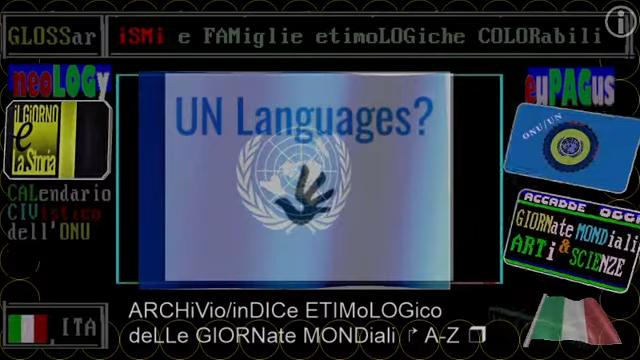 GLOSSar
iSMi e FAMiglie etimoLOGiche COLORabili
i
neoLOGy
euPAGus
iL GiORNO
e
La Storia
UN Languages?
ONU/UN
CALendario
CIVistico
dell'ONU
ACCADDE OGGi
GIORNate MONDiali
ARTi & SCiENZE
ITA
ARCHiVio/inDICe ETIMoLOGico
deLLe GIORNate MONDiali ↱ A-Z ❒